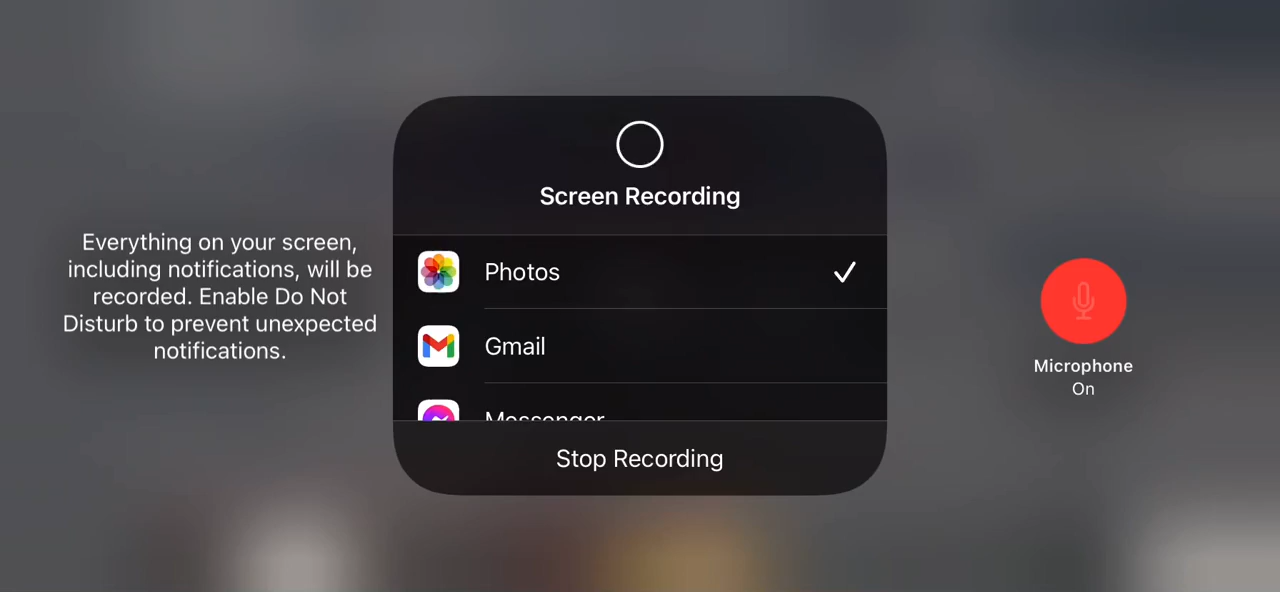 Screen Recording
Everything on your screen,
including notifications, will be
recorded. Enable Do Not
Disturb to prevent unexpected
notifications.
Photos
Gmail
Messenger
Stop Recording
Microphone
On